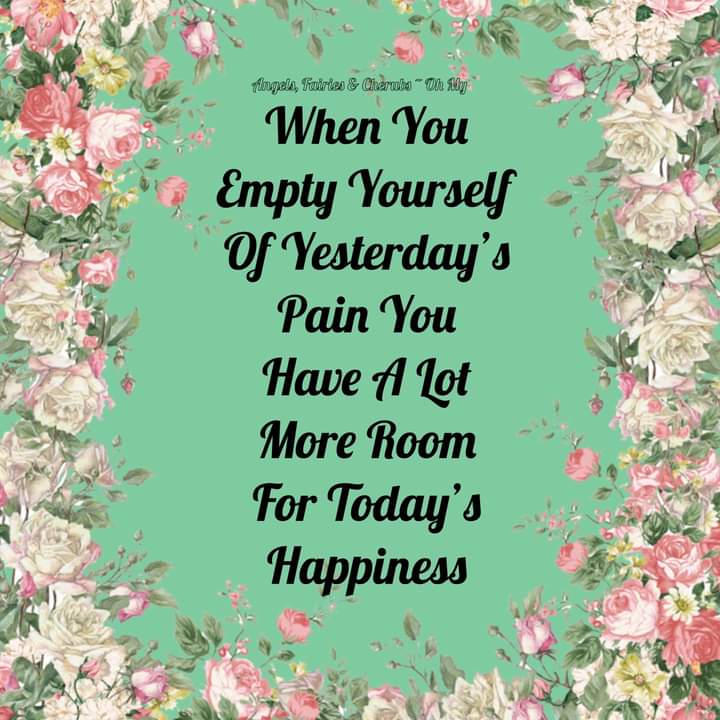 Angels, Fairies & Cherubs ~ Oh My
When You
Empty Yourself
Of Yesterday’s
Pain You
Have A Lot
More Room
For Today’s
Happiness